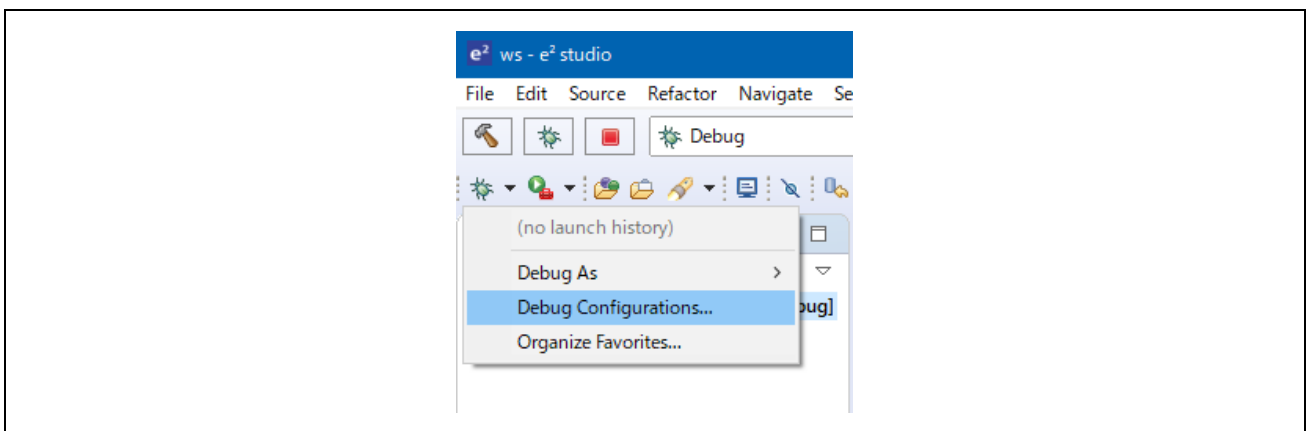 e² ws - e² studio
File Edit Source Refactor Navigate Se
Debug
(no launch history)
Debug As
bug]
Debug Configurations...
Organize Favorites...